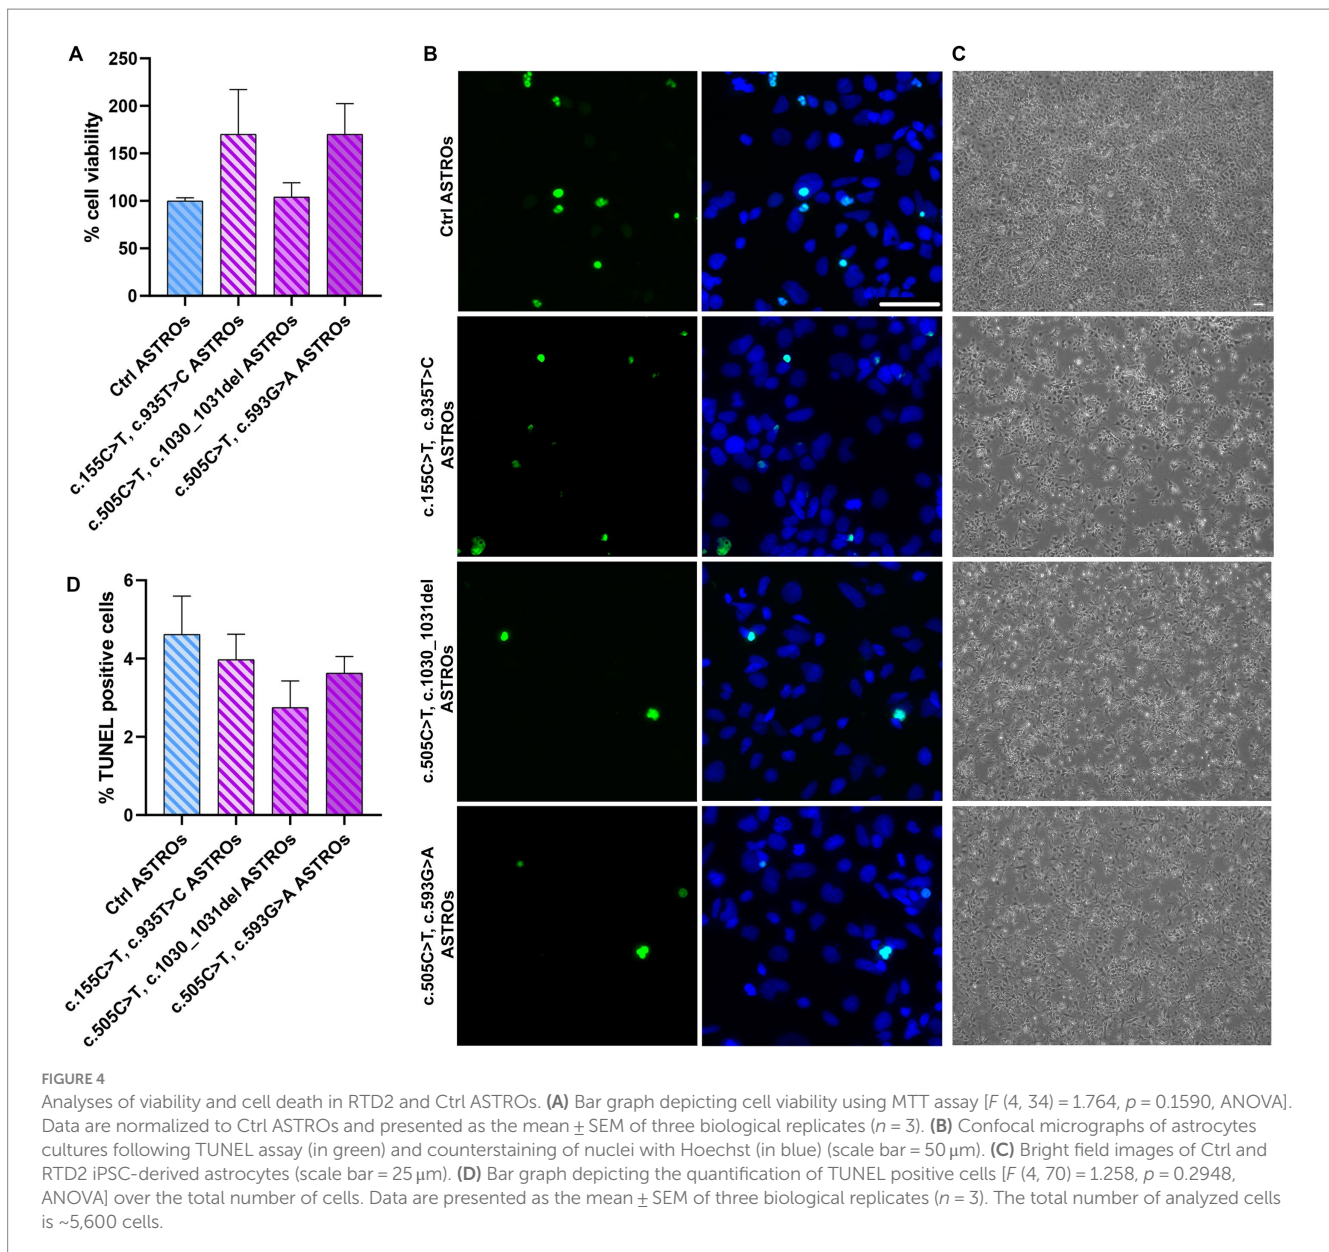 A
250
200
150
100
50
0
% cell viability
Ctrl ASTROs
c.155C>T, c.935T>C ASTROs
c.505C>T, c.1030_1031del ASTROs
c.505C>T, c.593G>A ASTROs
B
Ctrl ASTROs
c.155C>T, c.935T>C
ASTROs
c.505C>T, c.1030_1031del
ASTROs
c.505C>T, c.593G>A
ASTROs
C
D
6
4
2
0
% TUNEL positive cells
Ctrl ASTROs
c.155C>T, c.935T>C ASTROs
c.505C>T, c.1030_1031del ASTROs
c.505C>T, c.593G>A ASTROs
FIGURE 4
Analyses of viability and cell death in RTD2 and Ctrl ASTROs. (A) Bar graph depicting cell viability using MTT assay [F (4, 34) = 1.764, p = 0.1590, ANOVA].
Data are normalized to Ctrl ASTROs and presented as the mean ± SEM of three biological replicates (n = 3). (B) Confocal micrographs of astrocytes
cultures following TUNEL assay (in green) and counterstaining of nuclei with Hoechst (in blue) (scale bar = 50 μm). (C) Bright field images of Ctrl and
RTD2 iPSC-derived astrocytes (scale bar = 25 μm). (D) Bar graph depicting the quantification of TUNEL positive cells [F (4, 70) = 1.258, p = 0.2948,
ANOVA] over the total number of cells. Data are presented as the mean ± SEM of three biological replicates (n = 3). The total number of analyzed cells
is ~5,600 cells.